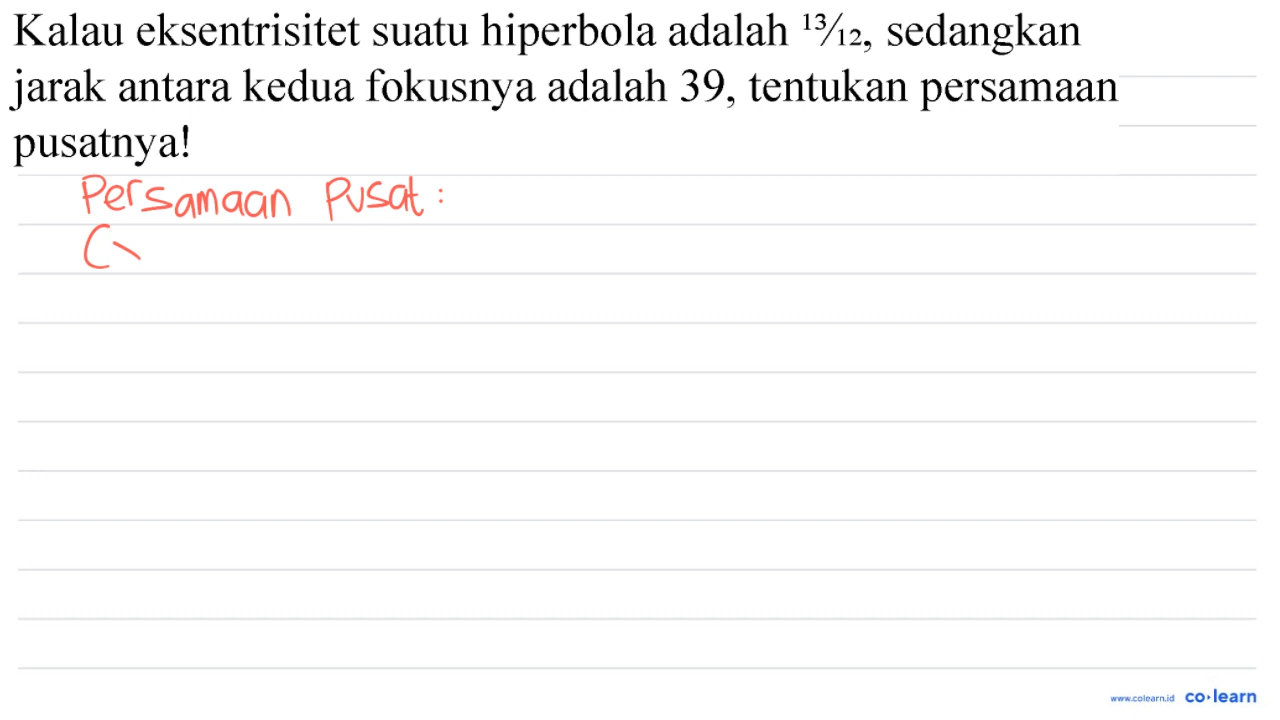 Kalau eksentrisitet suatu hiperbola adalah ¹³⁄₁₂, sedangkan
jarak antara kedua fokusnya adalah 39, tentukan persamaan
pusatnya!
Persamaan Pusat :
(
www.colearn.id co·learn